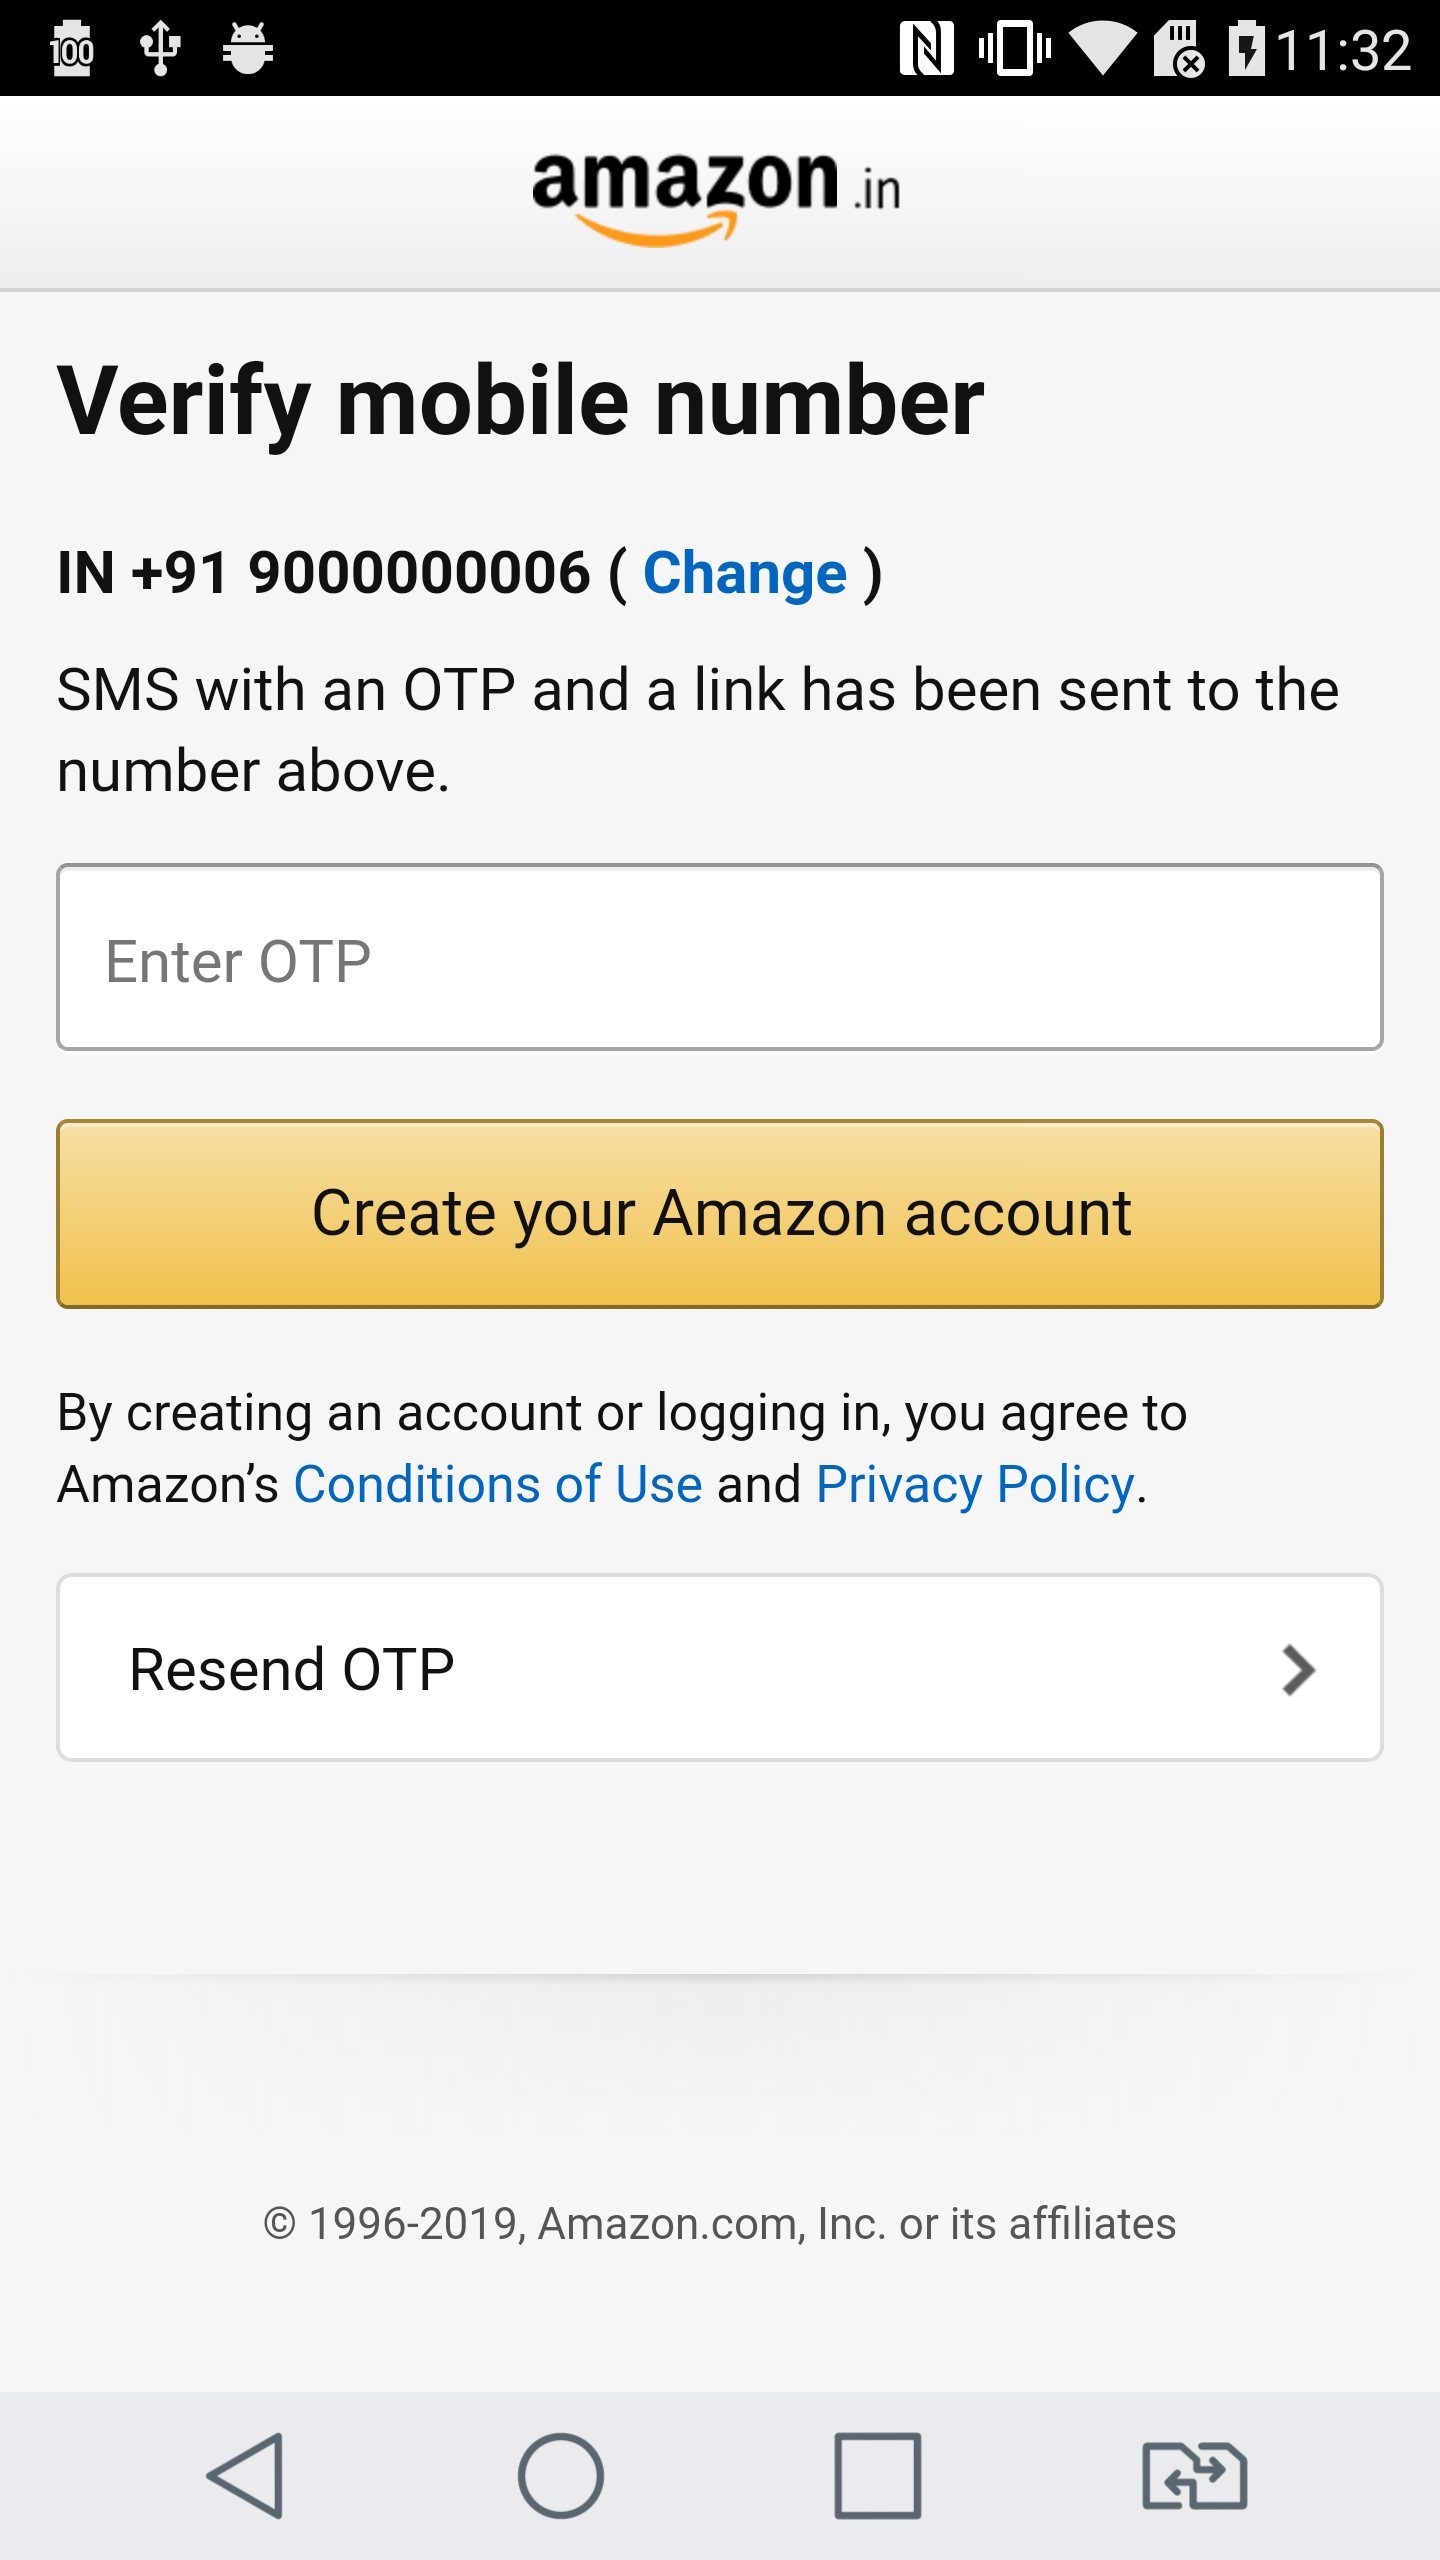 100
11:32
amazon.in
Verify mobile number
IN +91 9000000006 ( Change )
SMS with an OTP and a link has been sent to the
number above.
Enter OTP
Create your Amazon account
By creating an account or logging in, you agree to
Amazon’s Conditions of Use and Privacy Policy.
Resend OTP
© 1996-2019, Amazon.com, Inc. or its affiliates